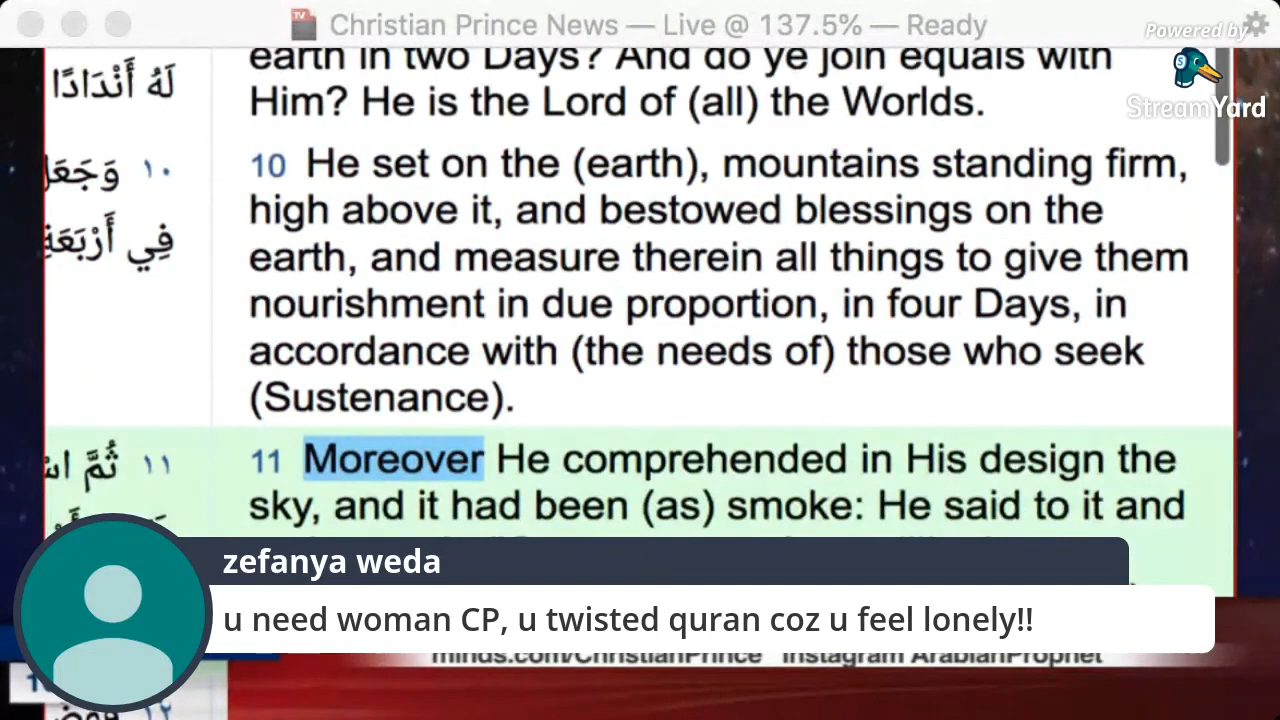 Christian Prince News — Live @ 137.5% — Ready
Powered by
StreamYard
earth in two Days? And do ye join equals with
Him? He is the Lord of (all) the Worlds.
لَهُ أَنْدَادًا
10 He set on the (earth), mountains standing firm,
high above it, and bestowed blessings on the
earth, and measure therein all things to give them
nourishment in due proportion, in four Days, in
accordance with (the needs of) those who seek
(Sustenance).
١٠ وَجَعَلَ
فِي أَرْبَعَةِ
11 Moreover He comprehended in His design the
sky, and it had been (as) smoke: He said to it and
١١ ثُمَّ
zefanya weda
u need woman CP, u twisted quran coz u feel lonely!!
minds.com/ChristianPrince Instagram ArabianProphet
١٢